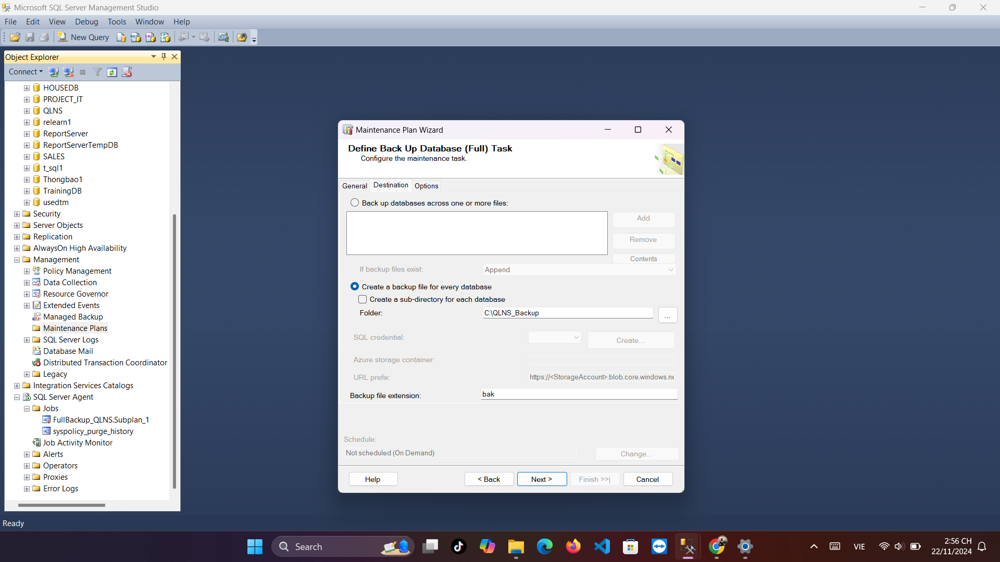 Microsoft SQL Server Management Studio
File Edit View Debug Tools Window Help
New Query
Object Explorer
Connect
HOUSEDB
PROJECT_IT
QLNS
relearn1
ReportServer
ReportServerTempDB
SALES
t_sql1
Thongbao1
TrainingDB
usedtm
Security
Server Objects
Replication
AlwaysOn High Availability
Management
Policy Management
Data Collection
Resource Governor
Extended Events
Managed Backup
Maintenance Plans
SQL Server Logs
Database Mail
Distributed Transaction Coordinator
Legacy
Integration Services Catalogs
SQL Server Agent
Jobs
FullBackup_QLNS.Subplan_1
syspolicy_purge_history
Job Activity Monitor
Alerts
Operators
Proxies
Error Logs
Maintenance Plan Wizard
Define Back Up Database (Full) Task
Configure the maintenance task.
General Destination Options
Back up databases across one or more files:
Add
Remove
Contents
If backup files exist: Append
Create a backup file for every database
Create a sub-directory for each database
Folder: C:\QLNS_Backup ...
SQL credential: Create...
Azure storage container:
URL prefix: https://<StorageAccount>.blob.core.windows.ne
Backup file extension: bak
Schedule:
Not scheduled (On Demand) Change...
Help < Back Next > Finish >>| Cancel
Ready
Search
VIE
2:56 CH
22/11/2024